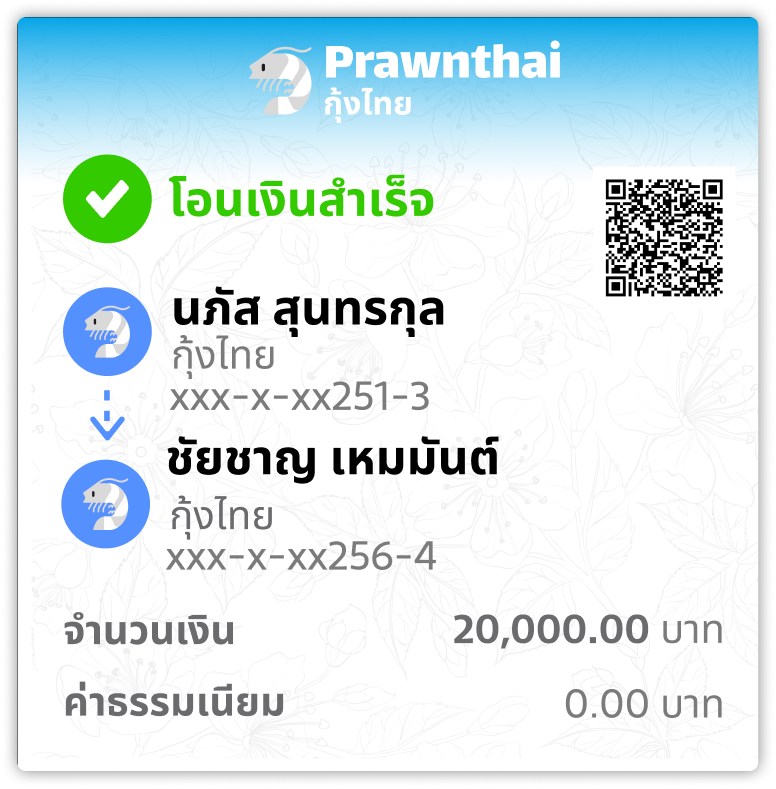 Prawnthai
กุ้งไทย
โอนเงินสำเร็จ
นภัส สุนทรกุล
กุ้งไทย
xxx-x-xx251-3
ชัยชาญ เหมมันต์
กุ้งไทย
xxx-x-xx256-4
จำนวนเงิน 20,000.00 บาท
ค่าธรรมเนียม 0.00 บาท